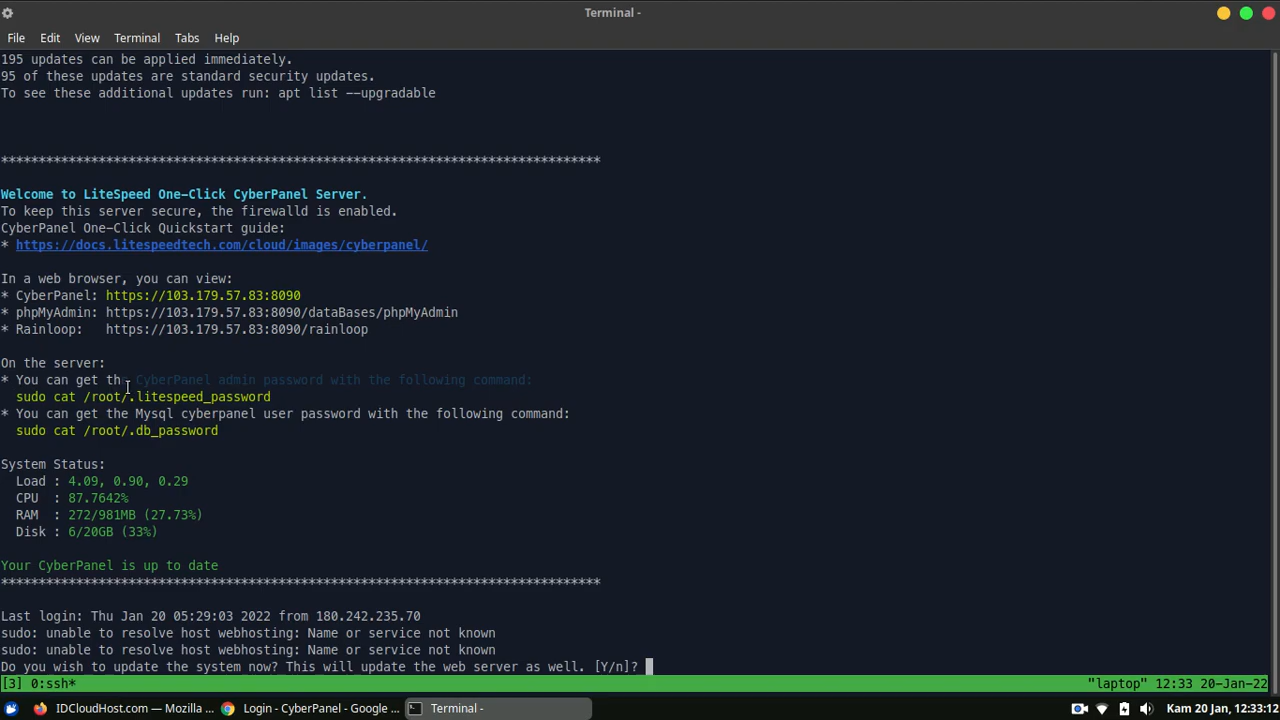 Terminal -
File Edit View Terminal Tabs Help
195 updates can be applied immediately.
95 of these updates are standard security updates.
To see these additional updates run: apt list --upgradable
********************************************************************************
Welcome to LiteSpeed One-Click CyberPanel Server.
To keep this server secure, the firewalld is enabled.
CyberPanel One-Click Quickstart guide:
* https://docs.litespeedtech.com/cloud/images/cyberpanel/
In a web browser, you can view:
* CyberPanel: https://103.179.57.83:8090
* phpMyAdmin: https://103.179.57.83:8090/dataBases/phpMyAdmin
* Rainloop:   https://103.179.57.83:8090/rainloop
On the server:
* You can get the CyberPanel admin password with the following command:
  sudo cat /root/.litespeed_password
* You can get the Mysql cyberpanel user password with the following command:
  sudo cat /root/.db_password
System Status:
  Load : 4.09, 0.90, 0.29
  CPU  : 87.7642%
  RAM  : 272/981MB (27.73%)
  Disk : 6/20GB (33%)
Your CyberPanel is up to date
********************************************************************************
Last login: Thu Jan 20 05:29:03 2022 from 180.242.235.70
sudo: unable to resolve host webhosting: Name or service not known
sudo: unable to resolve host webhosting: Name or service not known
Do you wish to update the system now? This will update the web server as well. [Y/n]?
[3] 0:ssh* "laptop" 12:33 20-Jan-22
IDCloudHost.com — Mozilla ... Login - CyberPanel - Google ... Terminal - Kam 20 Jan, 12:33:12